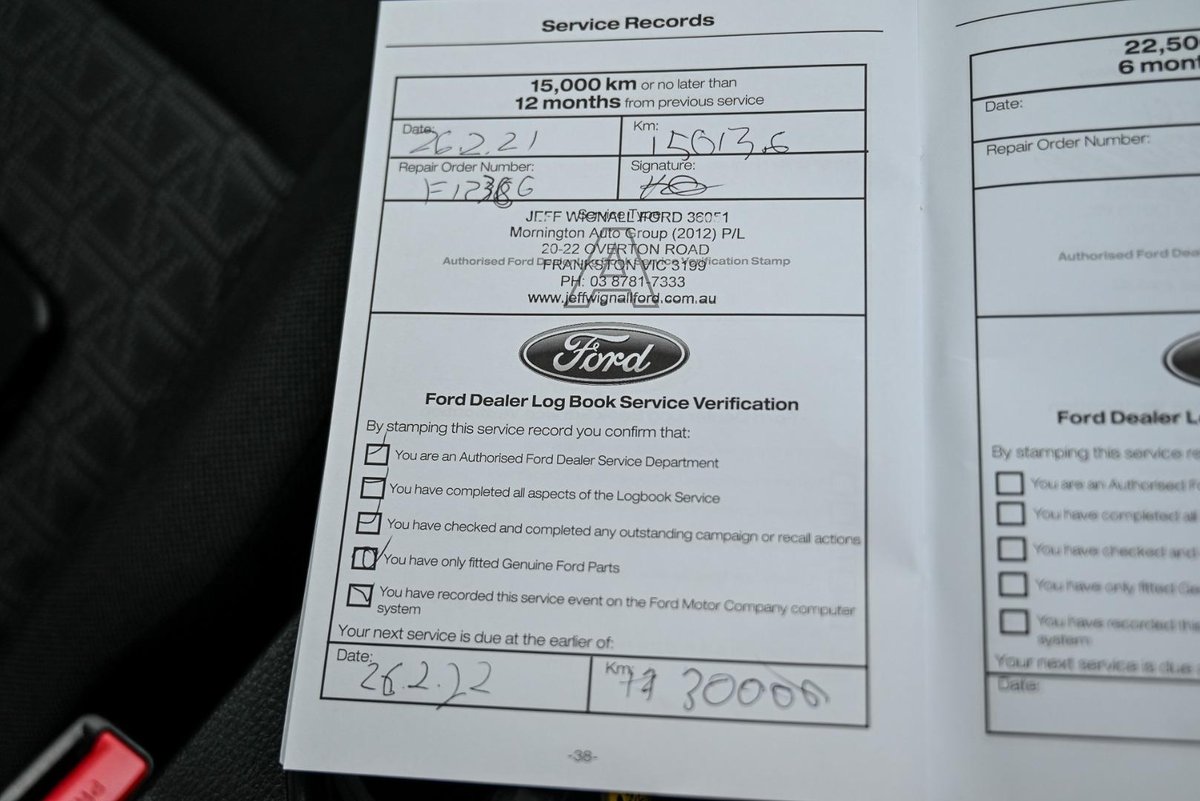 Service Records
15,000 km or no later than
12 months from previous service
Date: 26.2.21
Km: 15013.6
Repair Order Number:
Signature:
Service Type:
JEFF WIGNALL FORD 36051
Mornington Auto Group (2012) P/L
20-22 OVERTON ROAD
Authorised Ford Dealer Log Book Service Verification Stamp
FRANKSTON VIC 3199
PH: 03 8781-7333
www.jeffwignallford.com.au
A
Ford
Ford Dealer Log Book Service Verification
By stamping this service record you confirm that:
You are an Authorised Ford Dealer Service Department
You have completed all aspects of the Logbook Service
You have checked and completed any outstanding campaign or recall actions
You have only fitted Genuine Ford Parts
You have recorded this service event on the Ford Motor Company computer
system
Your next service is due at the earlier of:
Date: 26.2.22
Km: 30000
-38-
22,50
6 mont
Date:
Repair Order Number:
Authorised Ford Dea
Ford Dealer L
By stamping this service re
You are an Authorised Fo
You have completed all
You have checked and
You have only fitted Ge
You have recorded this
system
Your next service is due
Date: